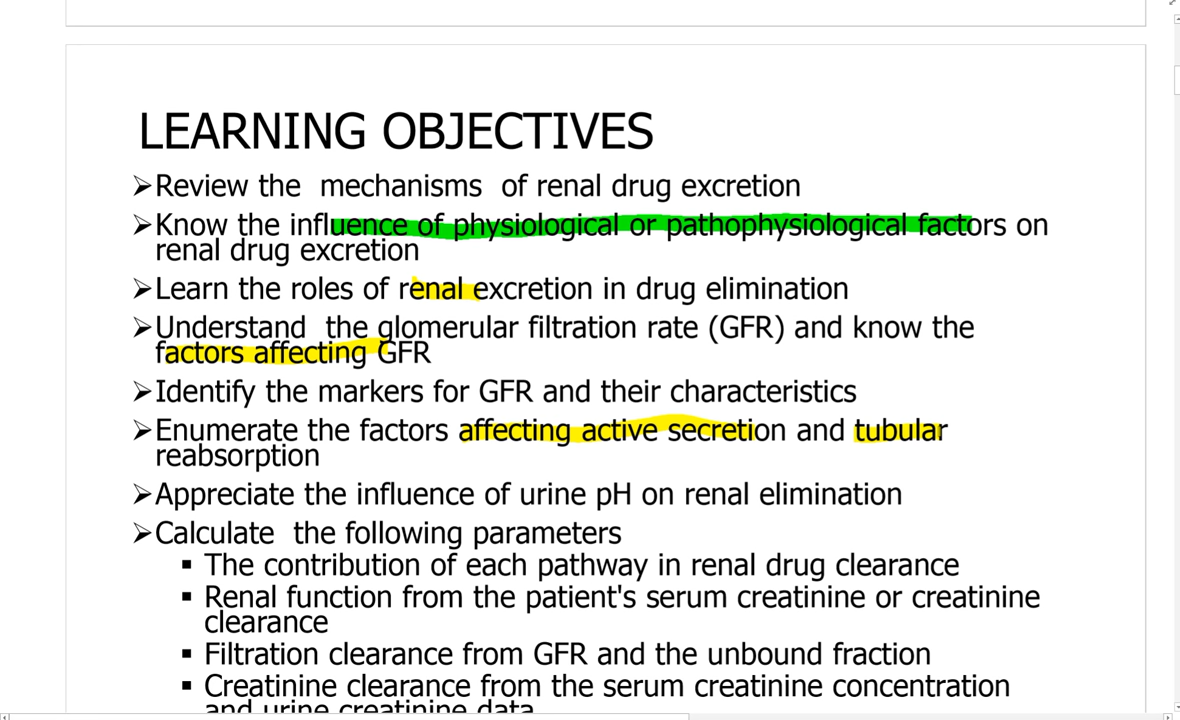 LEARNING OBJECTIVES
➢Review the  mechanisms  of renal drug excretion
➢Know the influence of physiological or pathophysiological factors on
renal drug excretion
➢Learn the roles of renal excretion in drug elimination
➢Understand  the glomerular filtration rate (GFR) and know the
factors affecting GFR
➢Identify the markers for GFR and their characteristics
➢Enumerate the factors affecting active secretion and tubular
reabsorption
➢Appreciate the influence of urine pH on renal elimination
➢Calculate  the following parameters
▪ The contribution of each pathway in renal drug clearance
▪ Renal function from the patient's serum creatinine or creatinine
clearance
▪ Filtration clearance from GFR and the unbound fraction
▪ Creatinine clearance from the serum creatinine concentration
and urine creatinine data